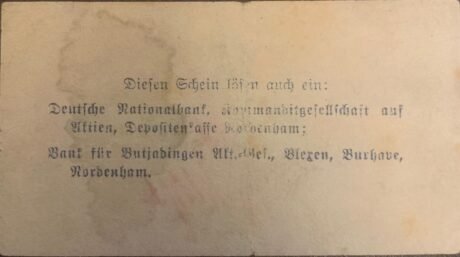 Diesen Schein lösen auch ein:
Deutsche Nationalbank, Kommanditgesellschaft auf
Aktien, Depositenkasse Nordenham;
Bank für Butjadingen Akt.-Ges., Blexen, Burhave,
Nordenham.